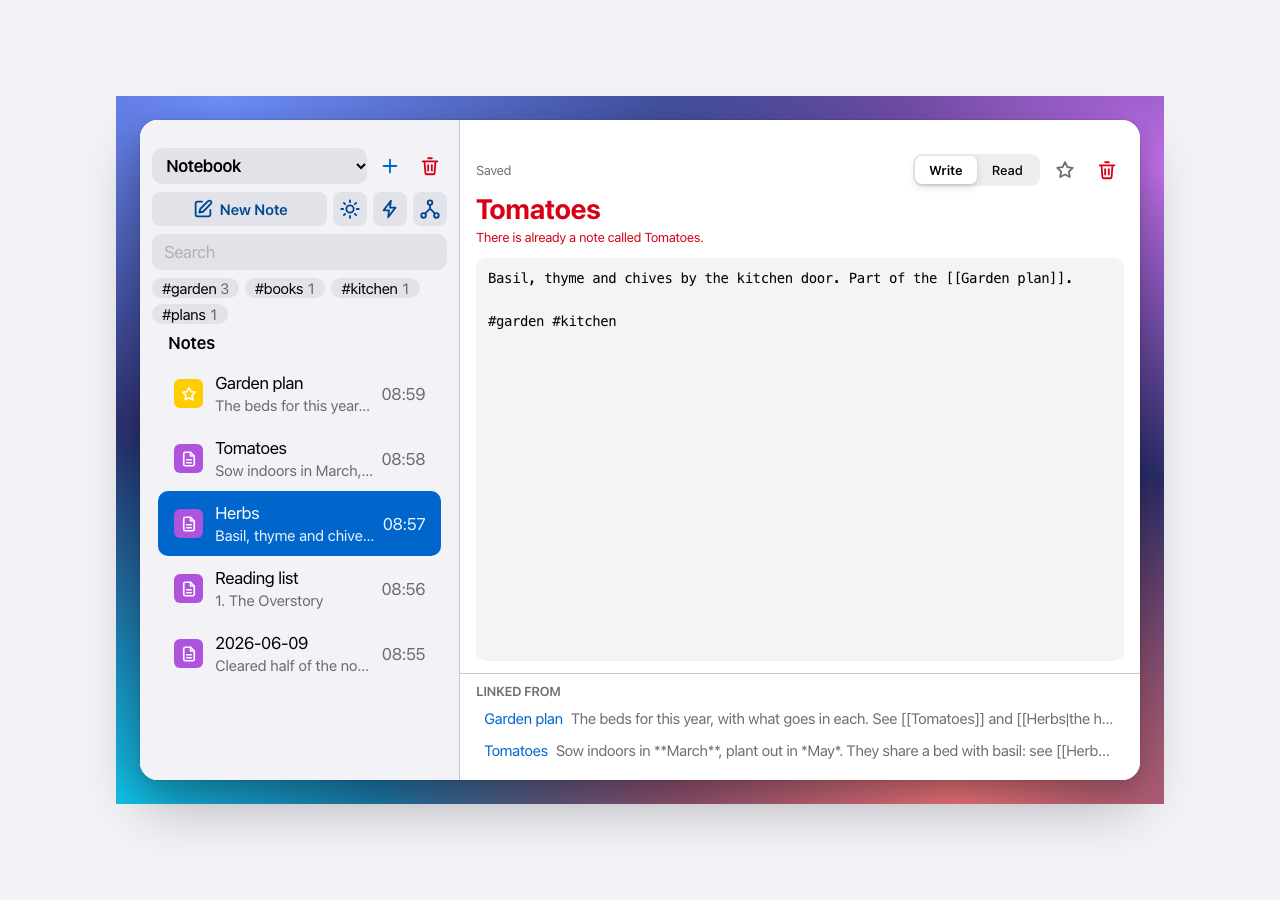 Notebook
New Note
Search
#garden 3
#books 1
#kitchen 1
#plans 1
Notes
Garden plan
The beds for this year...
08:59
Tomatoes
Sow indoors in March,...
08:58
Herbs
Basil, thyme and chive...
08:57
Reading list
1. The Overstory
08:56
2026-06-09
Cleared half of the no...
08:55
Saved
Write
Read
Tomatoes
There is already a note called Tomatoes.
Basil, thyme and chives by the kitchen door. Part of the [[Garden plan]].
#garden #kitchen
LINKED FROM
Garden plan The beds for this year, with what goes in each. See [[Tomatoes]] and [[Herbs|the h...
Tomatoes Sow indoors in **March**, plant out in *May*. They share a bed with basil: see [[Herb...